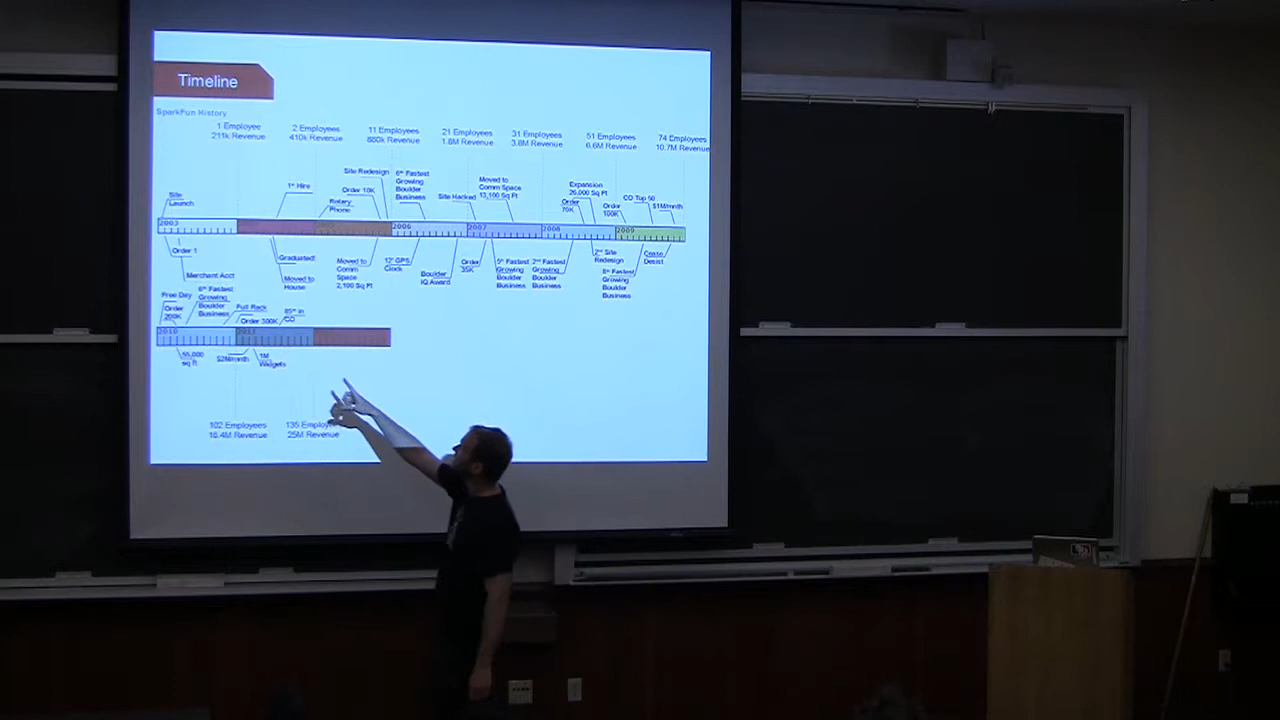 Timeline
SparkFun History
1 Employee
211k Revenue
2 Employees
410k Revenue
11 Employees
880k Revenue
21 Employees
1.8M Revenue
31 Employees
3.8M Revenue
51 Employees
6.6M Revenue
74 Employees
10.7M Revenue
Site
Launch
1st Hire
Rotary
Phone
Order 10K
Site Redesign
6th Fastest
Growing
Boulder
Business
Site Hacked
Moved to
Comm Space
13,100 Sq Ft
Expansion
26,000 Sq Ft
Order
70K
Order
100K
CO Top 50
$1M/mnth
2003
2006
2007
2008
2009
Order 1
Merchant Acct
Graduated!
Moved to
House
Moved to
Comm
Space
2,100 Sq Ft
12' GPS
Clock
Boulder
IQ Award
Order
35K
5th Fastest
Growing
Boulder
Business
2nd Fastest
Growing
Boulder
Business
2nd Site
Redesign
8th Fastest
Growing
Boulder
Business
Cease
Desist
Free Day
Order
200K
6th Fastest
Growing
Boulder
Business
Full Rack
Order 300K
85th in
CO
2010
2011
55,000
sq ft
$2M/mnth
1M
Widgets
102 Employees
18.4M Revenue
135 Employe
25M Revenue